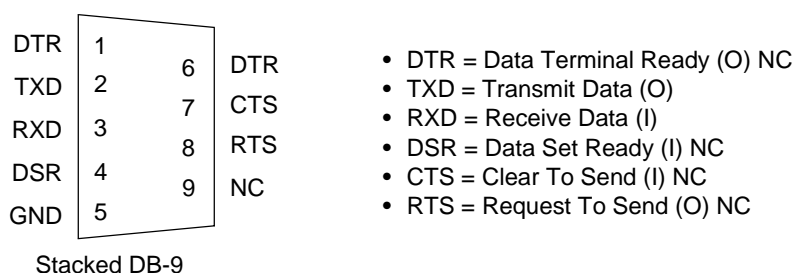 DTR 1
TXD 2
RXD 3
DSR 4
GND 5
6 DTR
7 CTS
8 RTS
9 NC
Stacked DB-9
• DTR = Data Terminal Ready (O) NC
• TXD = Transmit Data (O)
• RXD = Receive Data (I)
• DSR = Data Set Ready (I) NC
• CTS = Clear To Send (I) NC
• RTS = Request To Send (O) NC